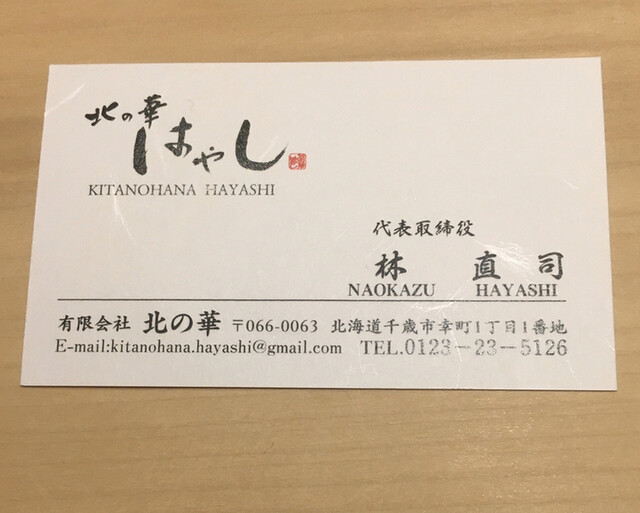 北の華
はやし
KITANOHANA HAYASHI
代表取締役
林 直司
NAOKAZU HAYASHI
有限会社 北の華 〒066-0063 北海道千歳市幸町1丁目1番地
E-mail:kitanohana.hayashi@gmail.com TEL.0123-23-5126